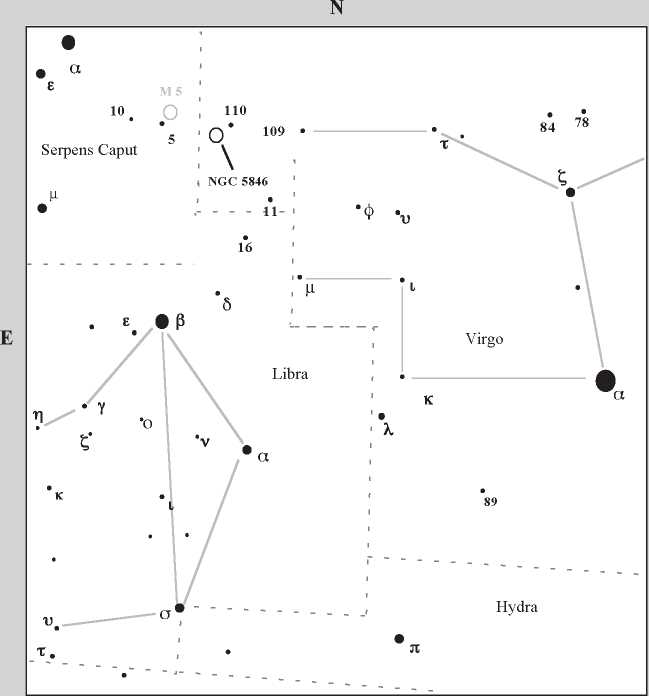 N
α
ε
M 5
10
110
84
78
5
109
τ
Serpens Caput
ζ
NGC 5846
μ
11
φ
υ
16
μ
ι
δ
ε
β
Virgo
E
Libra
α
γ
κ
η
ο
λ
ζ
ν
α
κ
ι
89
σ
Hydra
υ
π
τ